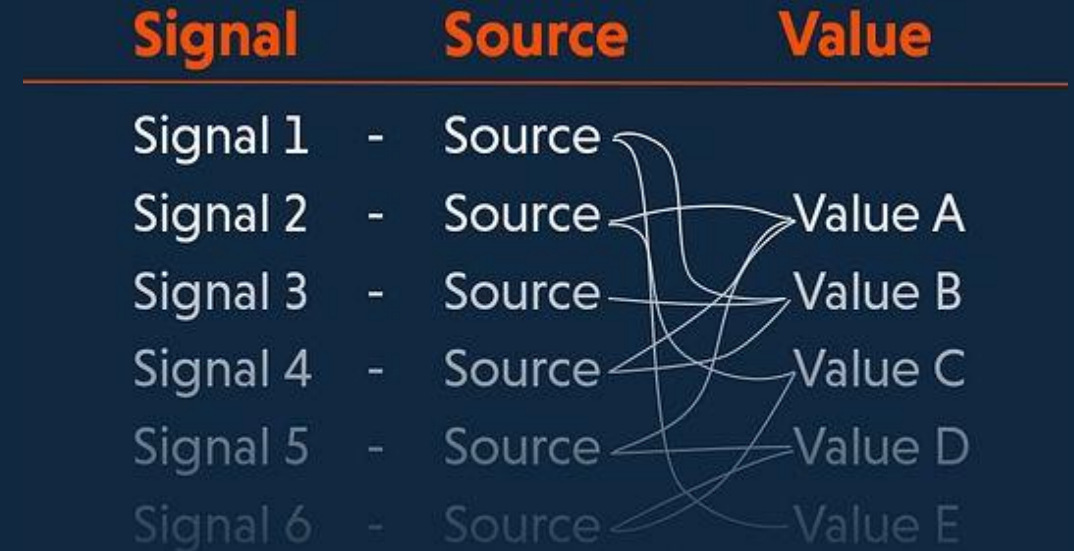 Signal Source Value
Signal 1 - Source
Signal 2 - Source Value A
Signal 3 - Source Value B
Signal 4 - Source Value C
Signal 5 - Source Value D
Signal 6 - Source Value E